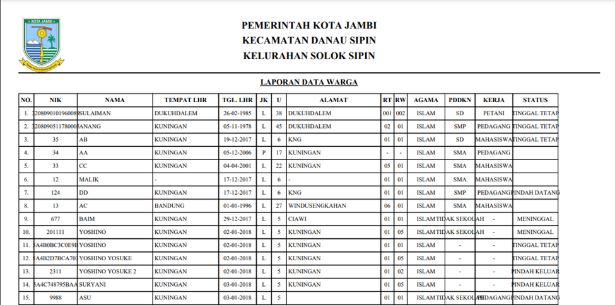 KOTA JAMBI
PEMERINTAH KOTA JAMBI
KECAMATAN DANAU SIPIN
KELURAHAN SOLOK SIPIN
LAPORAN DATA WARGA
NO. NIK NAMA TEMPAT LHR TGL. LHR JK U ALAMAT RT RW AGAMA PDDKN KERJA STATUS
1. SULAIMAN DUKUHDALEM 26-02-1985 L 38 DUKUHDALEM 001 002 ISLAM SD PETANI TINGGAL TETAP
2. NANANG KUNINGAN 05-11-1978 L 45 DUKUHDALEM 02 01 ISLAM SMP PEDAGANG TINGGAL TETAP
3. 35 AB KUNINGAN 19-12-2017 L 6 KNG 01 01 ISLAM SD MAHASISWA TINGGAL TETAP
4. 34 AA KUNINGAN 05-12-2006 P 17 KUNINGAN - - ISLAM SMA PEDAGANG
5. 33 CC KUNINGAN 04-04-2001 L 22 KUNINGAN 05 01 ISLAM SMA MAHASISWA
6. 12 MALIK - 17-12-2017 L 6 - 01 01 ISLAM SMA MAHASISWA
7. 124 DD KUNINGAN 17-12-2017 L 6 KNG 01 01 ISLAM SMP PEDAGANG PINDAH DATANG
8. 13 AC BANDUNG 01-01-1996 L 27 WINDUSENGKAHAN 06 01 ISLAM SMA MAHASISWA
9. 677 BAIM KUNINGAN 29-12-2017 L 5 CIAWI 01 01 ISLAM TIDAK SEKOLAH - MENINGGAL
10. 201111 YOSHINO KUNINGAN 02-01-2018 L 5 KUNINGAN 01 05 ISLAM TIDAK SEKOLAH - MENINGGAL
11. YOSHINO KUNINGAN 02-01-2018 L 5 KUNINGAN 01 01 ISLAM - - TINGGAL TETAP
12. YOSHINO YOSUKE KUNINGAN 02-01-2018 L 5 KUNINGAN 01 05 ISLAM - - TINGGAL TETAP
13. 2311 YOSHINO YOSUKE 2 KUNINGAN 02-01-2018 L 5 KUNINGAN 01 02 ISLAM - - PINDAH KELUAR
14. SURYANI KUNINGAN 03-01-2018 L 5 KUNINGAN 01 05 ISLAM - - PINDAH KELUAR
15. 9988 ASU KUNINGAN 03-01-2018 L 5 01 01 ISLAM TIDAK SEKOLAH PEDAGANG PINDAH DATANG